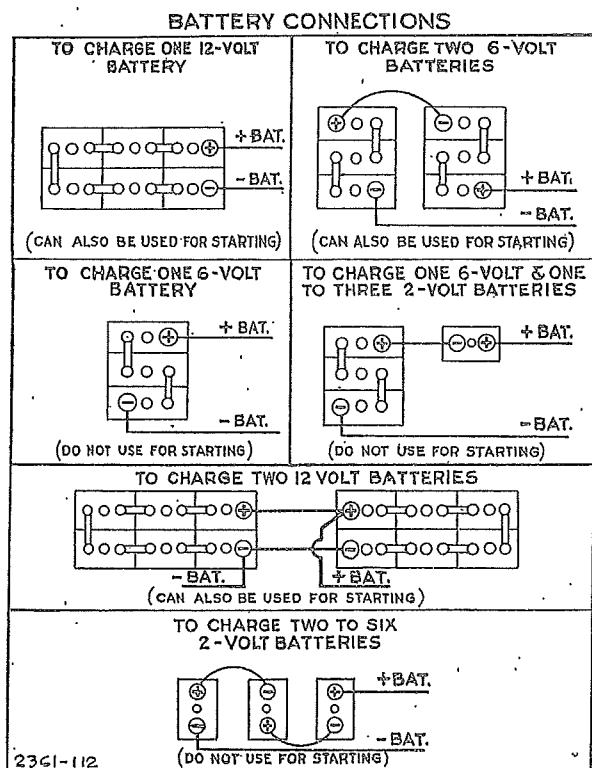 BATTERY CONNECTIONS
TO CHARGE ONE 12-VOLT
BATTERY
+BAT.
-BAT.
(CAN ALSO BE USED FOR STARTING)
TO CHARGE TWO 6-VOLT
BATTERIES
+BAT.
-BAT.
(CAN ALSO BE USED FOR STARTING)
TO CHARGE ONE 6-VOLT
BATTERY
+BAT.
-BAT.
(DO NOT USE FOR STARTING)
TO CHARGE ONE 6-VOLT & ONE
TO THREE 2-VOLT BATTERIES
+BAT.
-BAT.
(DO NOT USE FOR STARTING)
TO CHARGE TWO 12 VOLT BATTERIES
-BAT.
+BAT.
(CAN ALSO BE USED FOR STARTING)
TO CHARGE TWO TO SIX
2-VOLT BATTERIES
+BAT.
-BAT.
(DO NOT USE FOR STARTING)
2361-112